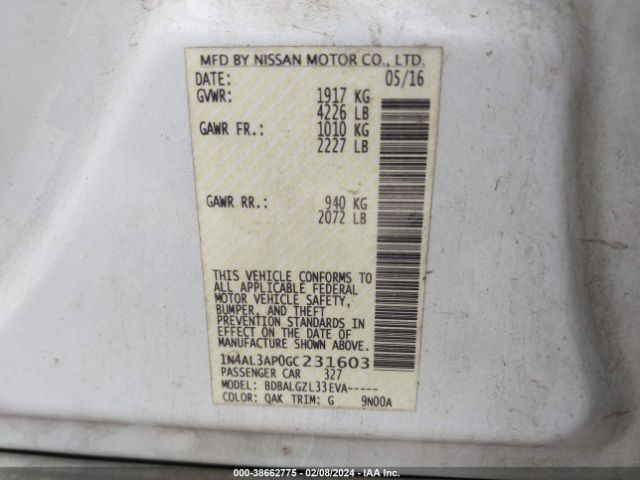 MFD BY NISSAN MOTOR CO., LTD.
DATE: 05/16
GVWR: 1917 KG
4226 LB
GAWR FR.: 1010 KG
2227 LB
GAWR RR.: 940 KG
2072 LB
THIS VEHICLE CONFORMS TO
ALL APPLICABLE FEDERAL
MOTOR VEHICLE SAFETY,
BUMPER, AND THEFT
PREVENTION STANDARDS IN
EFFECT ON THE DATE OF
MANUFACTURE SHOWN ABOVE.
1N4AL3AP0GC231603
PASSENGER CAR 327
MODEL: BDBALGZL33EVA-----
COLOR: QAK TRIM: G 9N00A
000-38662775 - 02/08/2024 - IAA Inc.